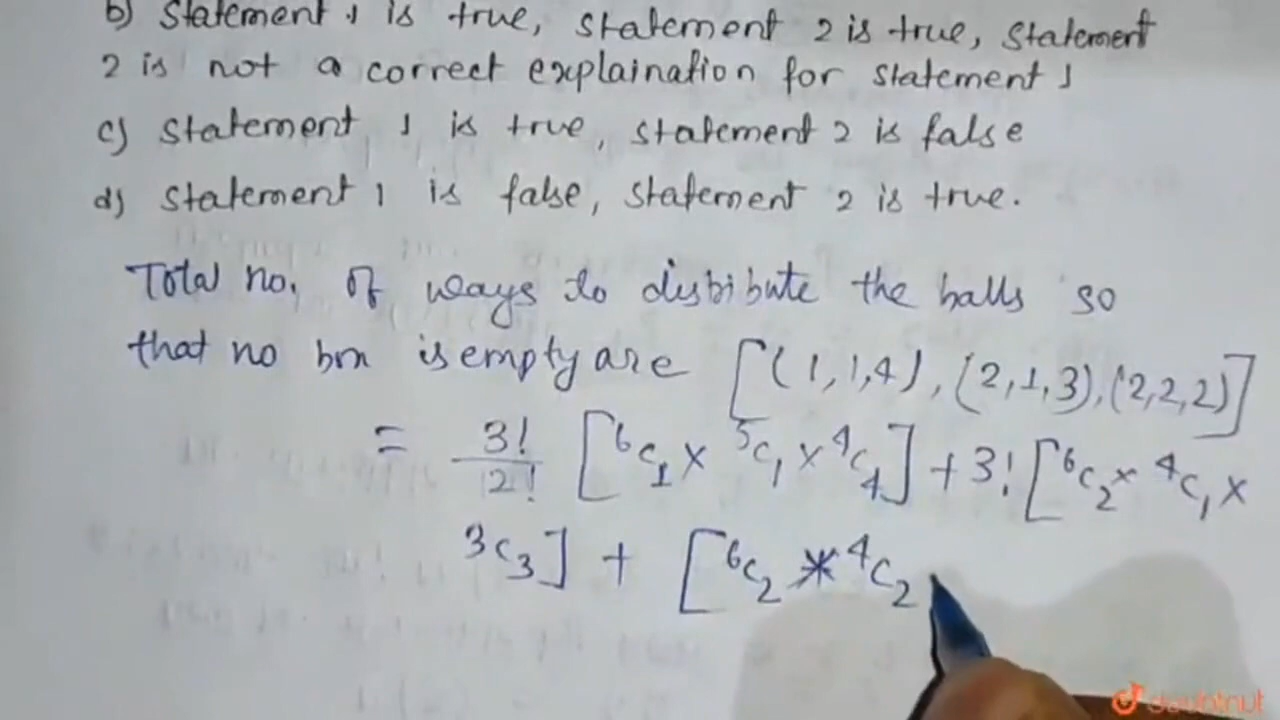 b) Statement 1 is true, Statement 2 is true, Statement
2 is not a correct explaination for Statement 1
c) Statement 1 is true, Statement 2 is false
d) Statement 1 is false, Statement 2 is true.
Total no. of ways to distribute the balls so
that no box is empty are [(1,1,4), (2,1,3), (2,2,2)]
= 3!/2! [⁶C₁ × ⁵C₁ × ⁴C₄] + 3! [⁶C₂ × ⁴C₁ ×
³C₃] + [⁶C₂ * ⁴C₂
doubtnut